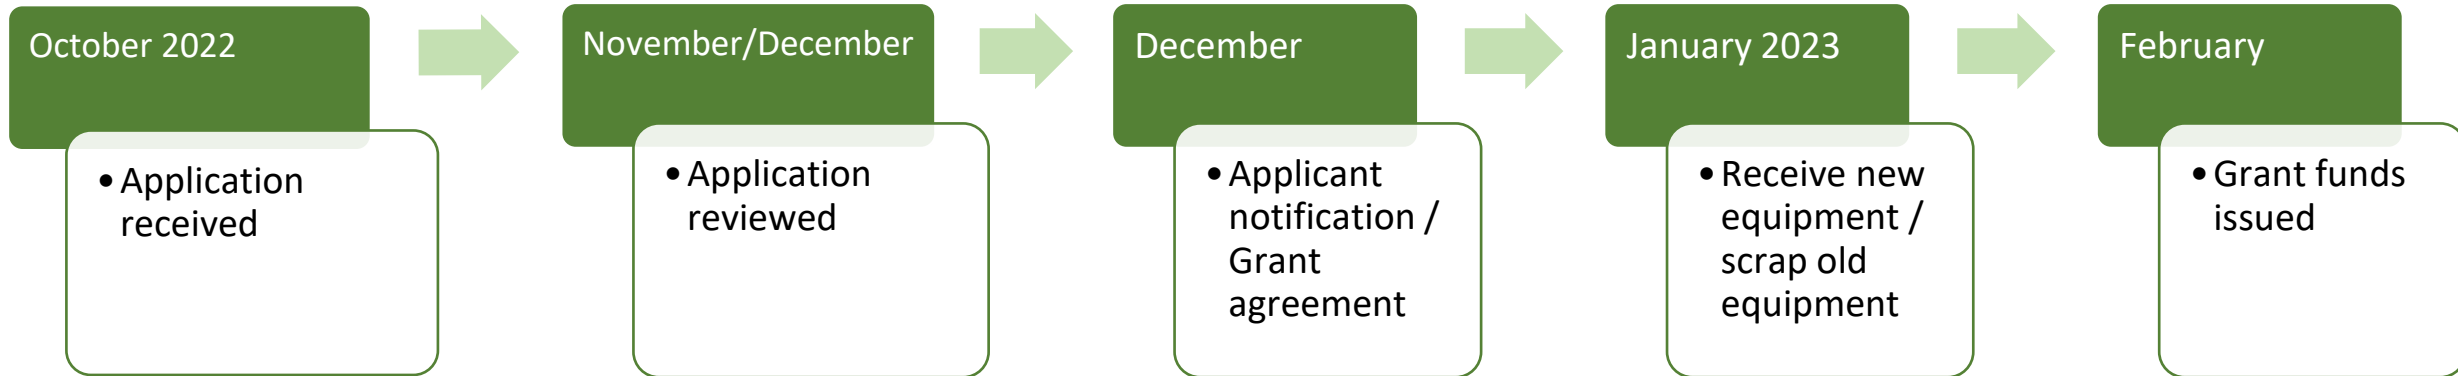 October 2022
• Application
received
November/December
• Application
reviewed
December
• Applicant
notification /
Grant
agreement
January 2023
• Receive new
equipment /
scrap old
equipment
February
• Grant funds
issued